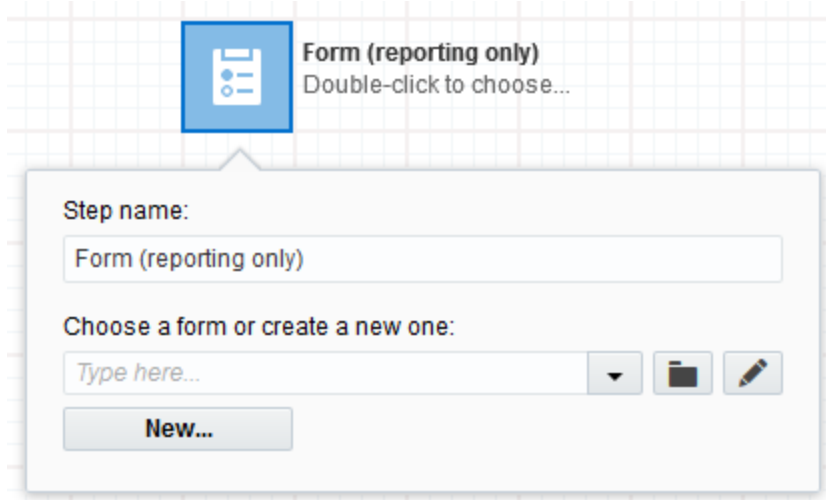 Form (reporting only)
Double-click to choose...
Step name:
Form (reporting only)
Choose a form or create a new one:
Type here...
New...